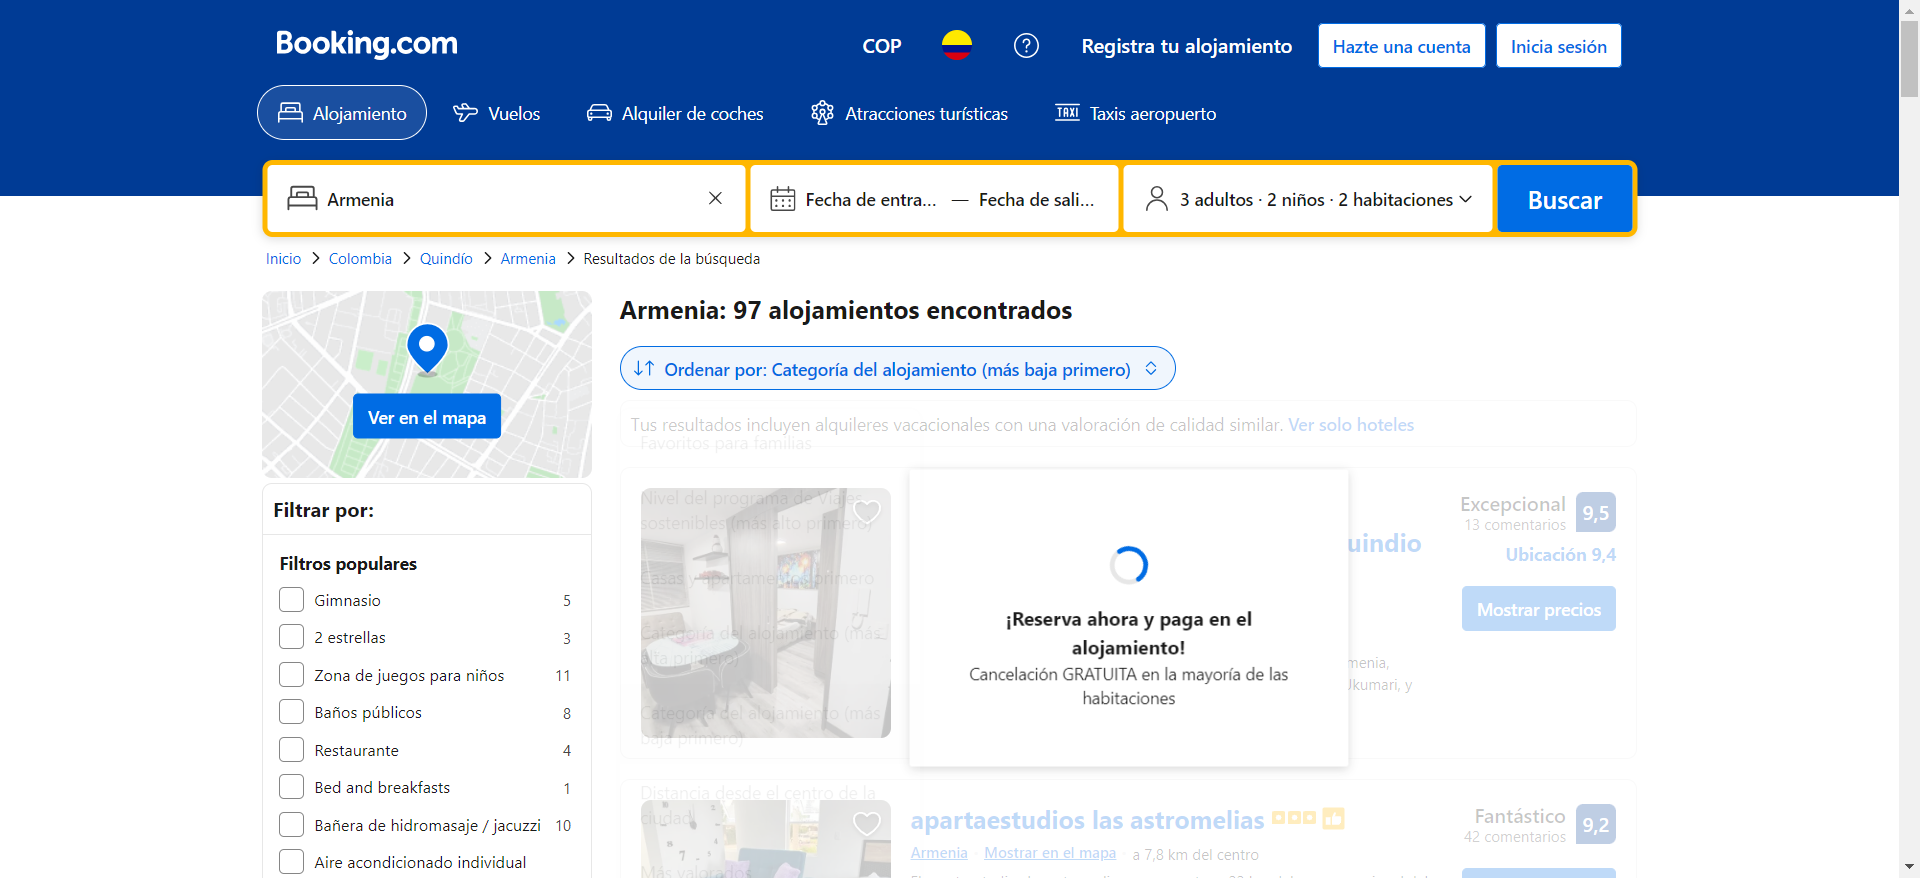 Booking.com
COP
Registra tu alojamiento
Hazte una cuenta
Inicia sesión
Alojamiento
Vuelos
Alquiler de coches
Atracciones turísticas
TAXI
Taxis aeropuerto
Armenia
Fecha de entra... — Fecha de sali...
3 adultos · 2 niños · 2 habitaciones
Buscar
Inicio > Colombia > Quindío > Armenia > Resultados de la búsqueda
Ver en el mapa
Filtrar por:
Filtros populares
Gimnasio 5
2 estrellas 3
Zona de juegos para niños 11
Baños públicos 8
Restaurante 4
Bed and breakfasts 1
Bañera de hidromasaje / jacuzzi 10
Aire acondicionado individual
Armenia: 97 alojamientos encontrados
Ordenar por: Categoría del alojamiento (más baja primero)
Tus resultados incluyen alquileres vacacionales con una valoración de calidad similar. Ver solo hoteles
Favoritos para familias
Nivel del programa de Viajes
sostenibles (más alto primero)
Casas y apartamentos primero
Categoría del alojamiento (más
alta primero)
Categoría del alojamiento (más
baja primero)
Distancia desde el centro de la
ciudad
Más valorados
¡Reserva ahora y paga en el
alojamiento!
Cancelación GRATUITA en la mayoría de las
habitaciones
uindio
Excepcional
13 comentarios
9,5
Ubicación 9,4
Mostrar precios
menia,
Ukumari, y
apartaestudios las astromelias
Armenia Mostrar en el mapa · a 7,8 km del centro
Fantástico
42 comentarios
9,2